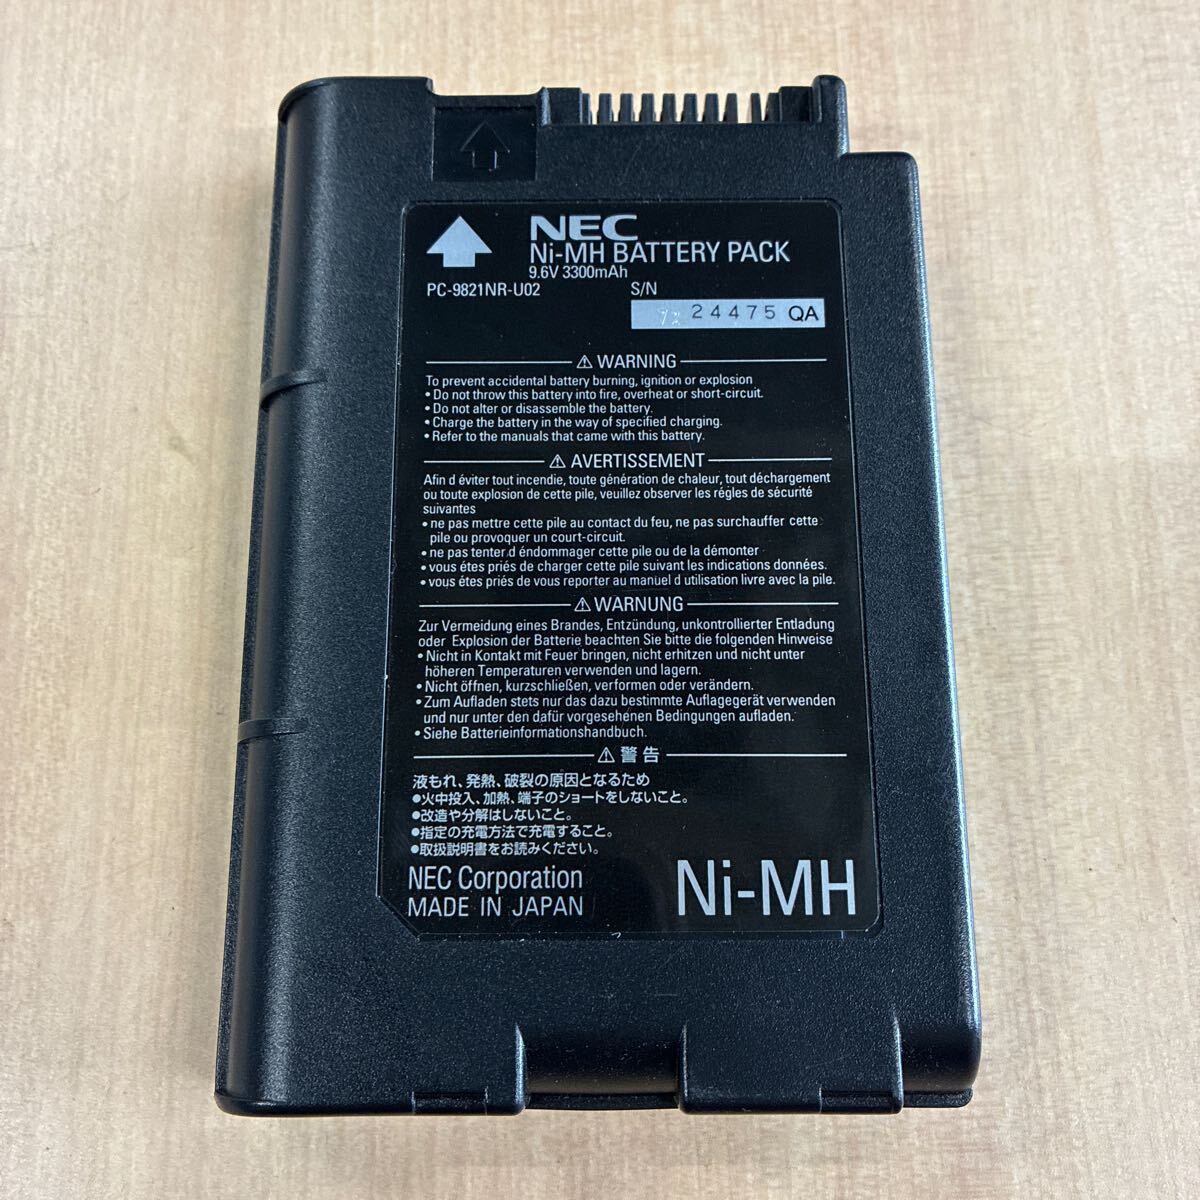 NEC
Ni-MH BATTERY PACK
9.6V 3300mAh
PC-9821NR-U02 S/N
24475 QA
⚠ WARNING
To prevent accidental battery burning, ignition or explosion
• Do not throw this battery into fire, overheat or short-circuit.
• Do not alter or disassemble the battery.
• Charge the battery in the way of specified charging.
• Refer to the manuals that came with this battery.
⚠ AVERTISSEMENT
Afin d éviter tout incendie, toute génération de chaleur, tout déchargement
ou toute explosion de cette pile, veuillez observer les régles de sécurité
suivantes
• ne pas mettre cette pile au contact du feu, ne pas surchauffer cette
pile ou provoquer un court-circuit.
• ne pas tenter d éndommager cette pile ou de la démonter
• vous étes priés de charger cette pile suivant les indications données.
• vous étes priés de vous reporter au manuel d utilisation livre avec la pile.
⚠ WARNUNG
Zur Vermeidung eines Brandes, Entzündung, unkontrollierter Entladung
oder Explosion der Batterie beachten Sie bitte die folgenden Hinweise
• Nicht in Kontakt mit Feuer bringen, nicht erhitzen und nicht unter
höheren Temperaturen verwenden und lagern.
• Nicht öffnen, kurzschließen, verformen oder verändern.
• Zum Aufladen stets nur das dazu bestimmte Auflagegerät verwenden
und nur unter den dafür vorgesehenen Bedingungen aufladen.
• Siehe Batterieinformationshandbuch.
⚠ 警告
液もれ、発熱、破裂の原因となるため
●火中投入、加熱、端子のショートをしないこと。
●改造や分解はしないこと。
●指定の充電方法で充電すること。
●取扱説明書をお読みください。
NEC Corporation
MADE IN JAPAN
Ni-MH